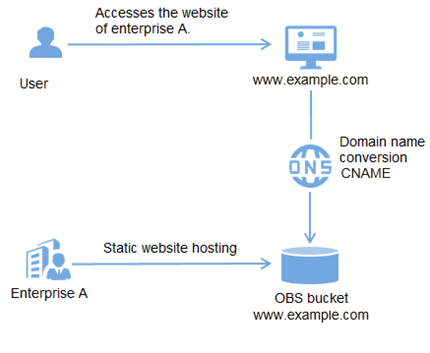 Accesses the website
of enterprise A.
User
www.example.com
Domain name
conversion
CNAME
DNS
Static website hosting
Enterprise A
OBS bucket
www.example.com